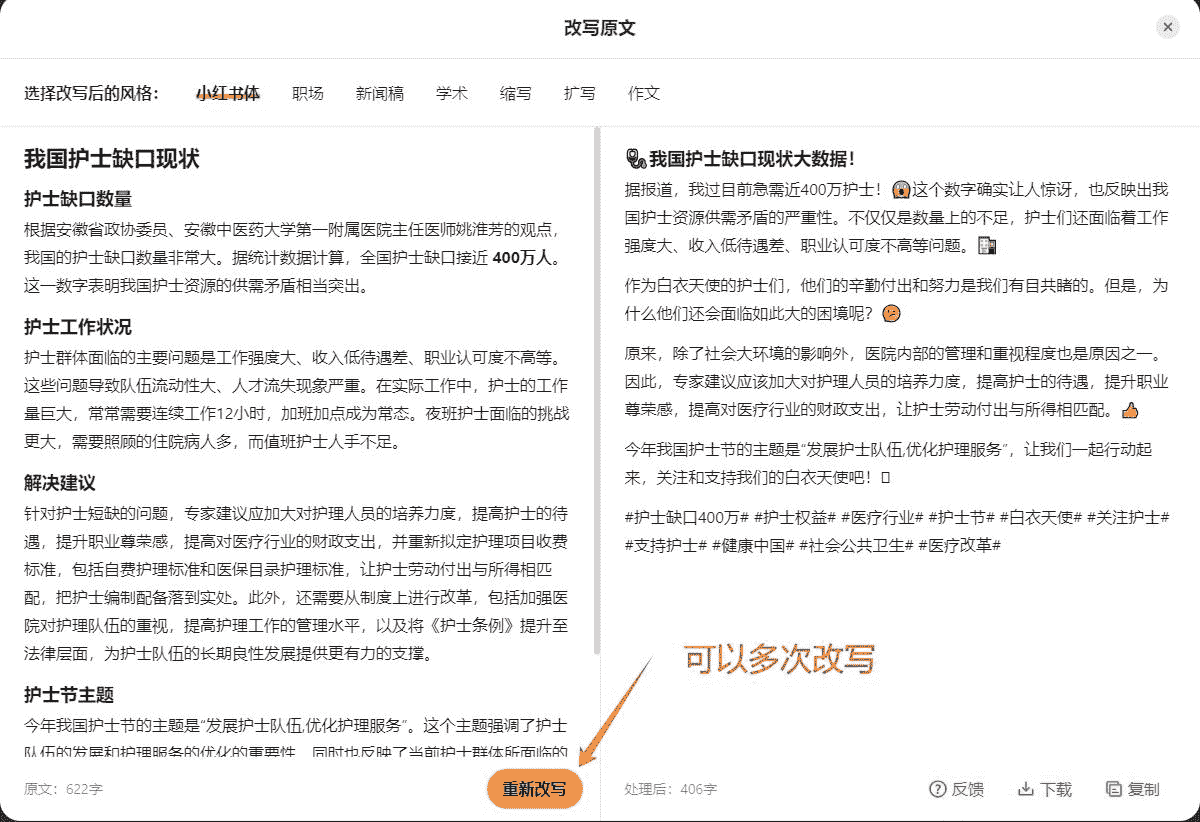 改写原文
选择改写后的风格：
小红书体 职场 新闻稿 学术 缩写 扩写 作文
我国护士缺口现状
护士缺口数量
根据安徽省政协委员、安徽中医药大学第一附属医院主任医师姚淮芳的观点，
我国的护士缺口数量非常大。据统计数据计算，全国护士缺口接近 400万人。
这一数字表明我国护士资源的供需矛盾相当突出。
护士工作状况
护士群体面临的主要问题是工作强度大、收入低待遇差、职业认可度不高等。
这些问题导致队伍流动性大、人才流失现象严重。在实际工作中，护士的工作
量巨大，常常需要连续工作12小时，加班加点成为常态。夜班护士面临的挑战
更大，需要照顾的住院病人多，而值班护士人手不足。
解决建议
针对护士短缺的问题，专家建议应加大对护理人员的培养力度，提高护士的待
遇，提升职业尊荣感，提高对医疗行业的财政支出，并重新拟定护理项目收费
标准，包括自费护理标准和医保目录护理标准，让护士劳动付出与所得相匹
配，把护士编制配备落到实处。此外，还需要从制度上进行改革，包括加强医
院对护理队伍的重视，提高护理工作的管理水平，以及将《护士条例》提升至
法律层面，为护士队伍的长期良性发展提供更有力的支撑。
护士节主题
今年我国护士节的主题是“发展护士队伍,优化护理服务”。这个主题强调了护士
队伍的发展和护理服务的优化的重要性，同时也反映了当前护士群体所面临的
原文：622字
重新改写
🩺我国护士缺口现状大数据！
据报道，我过目前急需近400万护士！😱这个数字确实让人惊讶，也反映出我
国护士资源供需矛盾的严重性。不仅仅是数量上的不足，护士们还面临着工作
强度大、收入低待遇差、职业认可度不高等问题。🏥
作为白衣天使的护士们，他们的辛勤付出和努力是我们有目共睹的。但是，为
什么他们还会面临如此大的困境呢？😕
原来，除了社会大环境的影响外，医院内部的管理和重视程度也是原因之一。
因此，专家建议应该加大对护理人员的培养力度，提高护士的待遇，提升职业
尊荣感，提高对医疗行业的财政支出，让护士劳动付出与所得相匹配。👍
今年我国护士节的主题是“发展护士队伍,优化护理服务”，让我们一起行动起
来，关注和支持我们的白衣天使吧！
#护士缺口400万# #护士权益# #医疗行业# #护士节# #白衣天使# #关注护士#
#支持护士# #健康中国# #社会公共卫生# #医疗改革#
可以多次改写
处理后：406字
反馈 下载 复制